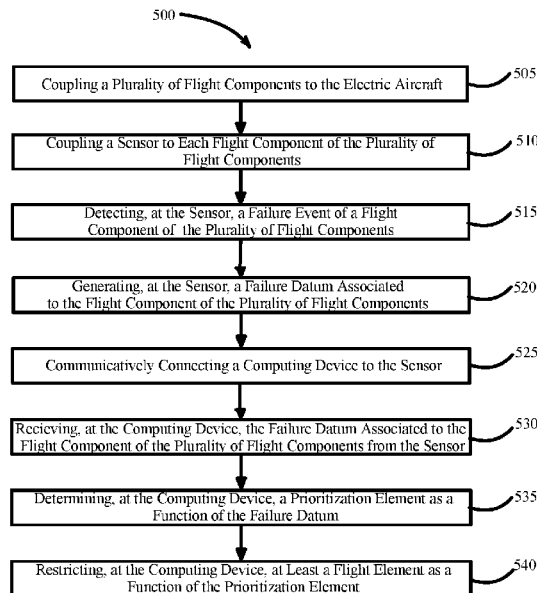 500
Coupling a Plurality of Flight Components to the Electric Aircraft
505
Coupling a Sensor to Each Flight Component of the Plurality of
Flight Components
510
Detecting, at the Sensor, a Failure Event of a Flight
Component of the Plurality of Flight Components
515
Generating, at the Sensor, a Failure Datum Associated
to the Flight Component of the Plurality of Flight Components
520
Communicatively Connecting a Computing Device to the Sensor
525
Recieving, at the Computing Device, the Failure Datum Associated to the
Flight Component of the Plurality of Flight Components from the Sensor
530
Determining, at the Computing Device, a Prioritization Element as a
Function of the Failure Datum
535
Restricting, at the Computing Device, at Least a Flight Element as a
Function of the Prioritization Element
540